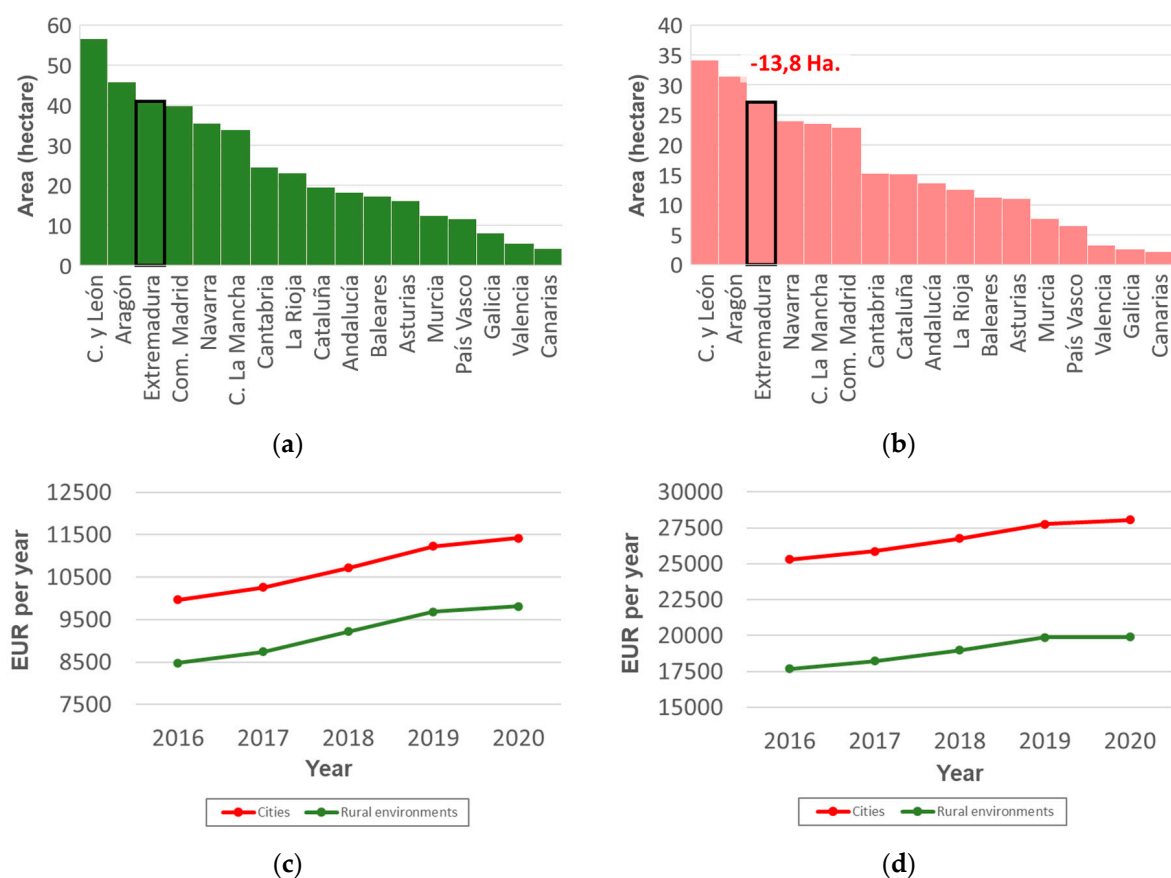 60
50
40
30
20
10
0
Area (hectare)
C. y León
Aragón
Extremadura
Com. Madrid
Navarra
C. La Mancha
Cantabria
La Rioja
Cataluña
Andalucía
Baleares
Asturias
Murcia
País Vasco
Galicia
Valencia
Canarias
(a)
40
35
30
25
20
15
10
5
0
Area (hectare)
-13,8 Ha.
C. y León
Aragón
Extremadura
Navarra
C. La Mancha
Com. Madrid
Cantabria
Cataluña
Andalucía
La Rioja
Baleares
Asturias
Murcia
País Vasco
Valencia
Galicia
Canarias
(b)
12500
11500
10500
9500
8500
7500
EUR per year
2016 2017 2018 2019 2020
Year
Cities Rural environments
(c)
30000
27500
25000
22500
20000
17500
15000
EUR per year
2016 2017 2018 2019 2020
Year
Cities Rural environments
(d)